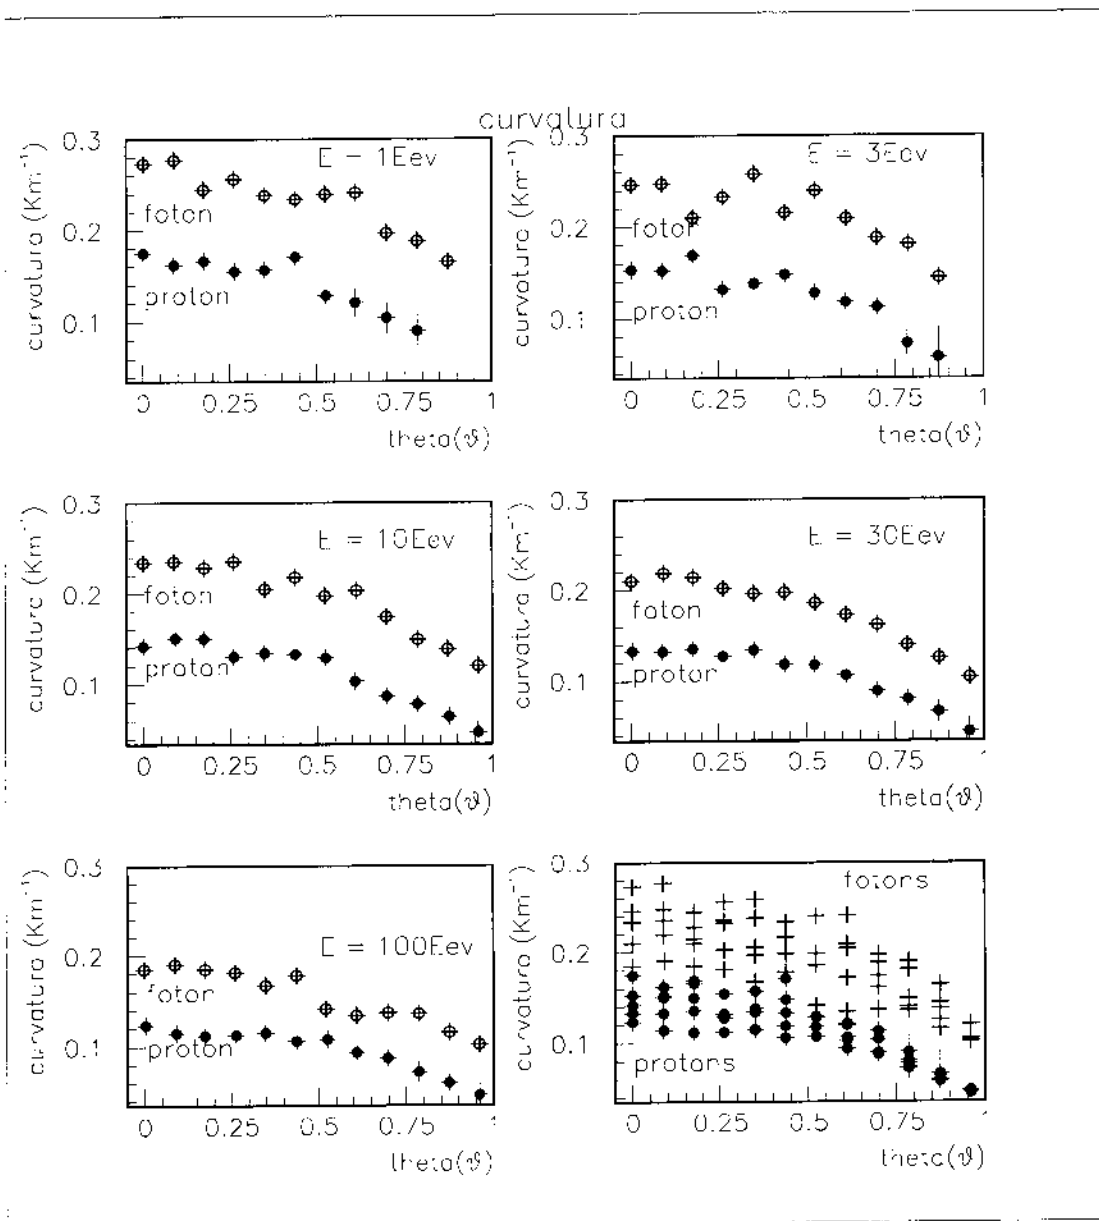 curvatura
0.3
0.2
0.1
curvatura (Km⁻¹)
E = 1Eev
foton
proton
0 0.25 0.5 0.75 1
theta(ϑ)
0.3
0.2
0.1
curvatura (Km⁻¹)
E = 3Eev
foton
proton
0 0.25 0.5 0.75 1
theta(ϑ)
0.3
0.2
0.1
curvatura (Km⁻¹)
E = 10Eev
foton
proton
0 0.25 0.5 0.75 1
theta(ϑ)
0.3
0.2
0.1
curvatura (Km⁻¹)
E = 30Eev
foton
proton
0 0.25 0.5 0.75 1
theta(ϑ)
0.3
0.2
0.1
curvatura (Km⁻¹)
E = 100Eev
foton
proton
0 0.25 0.5 0.75 1
theta(ϑ)
0.3
0.2
0.1
curvatura (Km⁻¹)
fotons
protons
0 0.25 0.5 0.75 1
theta(ϑ)